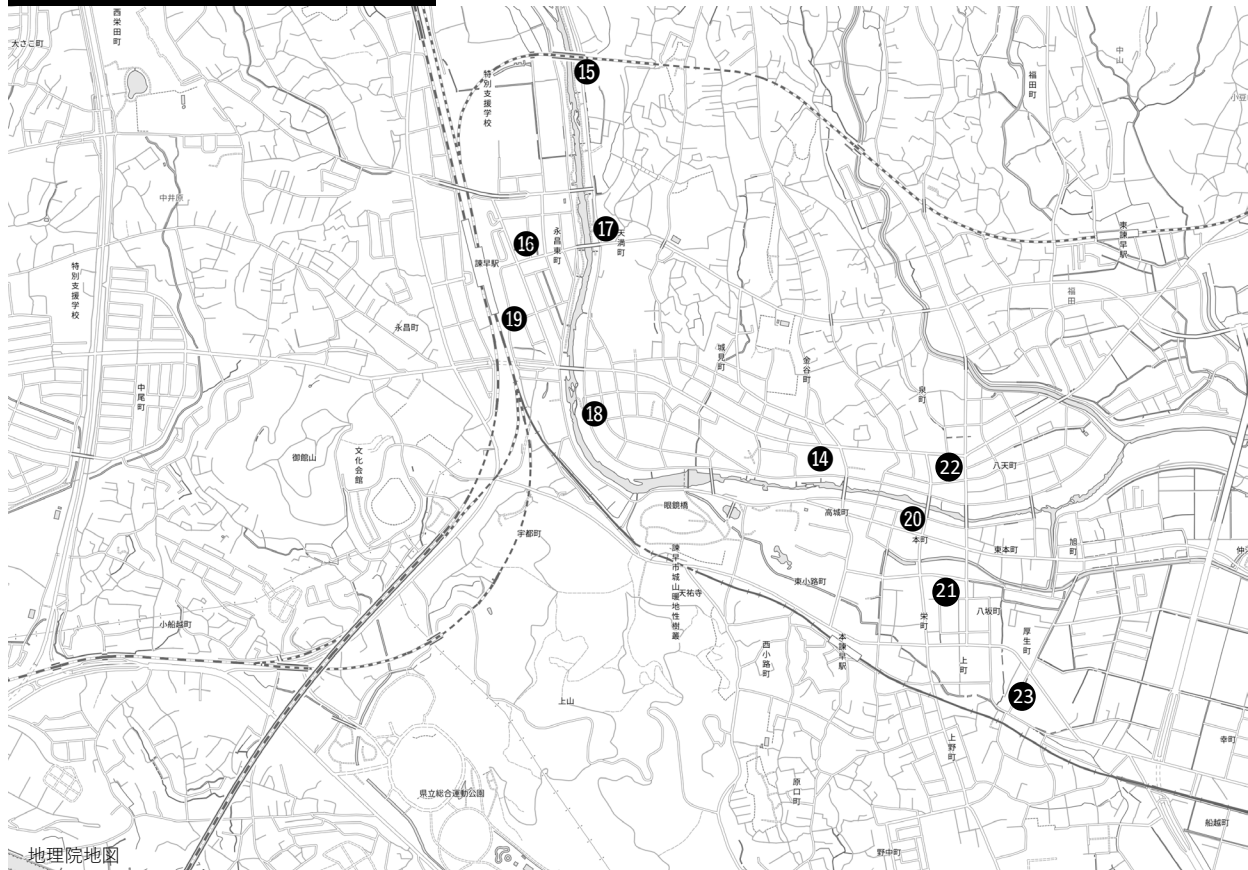 西栄田町
大さこ町
特別支援学校
⓯
福田町
中山
小豆
中井原
⓱
天満町
永昌東町
⓰
諫早駅
東諫早駅
特別支援学校
福田
⓳
永昌町
城見町
金谷町
中尾町
泉町
⓲
御館山
文化会館
⓮
㉒
八天町
眼鏡橋
高城町
⓴
本町
宇都町
東本町
旭町
仲沖
諫早市城山暖地性樹叢
天祐寺
東小路町
㉑
八坂町
栄町
小船越町
厚生町
西小路町
本諫早駅
上町
㉓
上山
上野町
幸町
原口町
県立総合運動公園
船越町
野中町
地理院地図